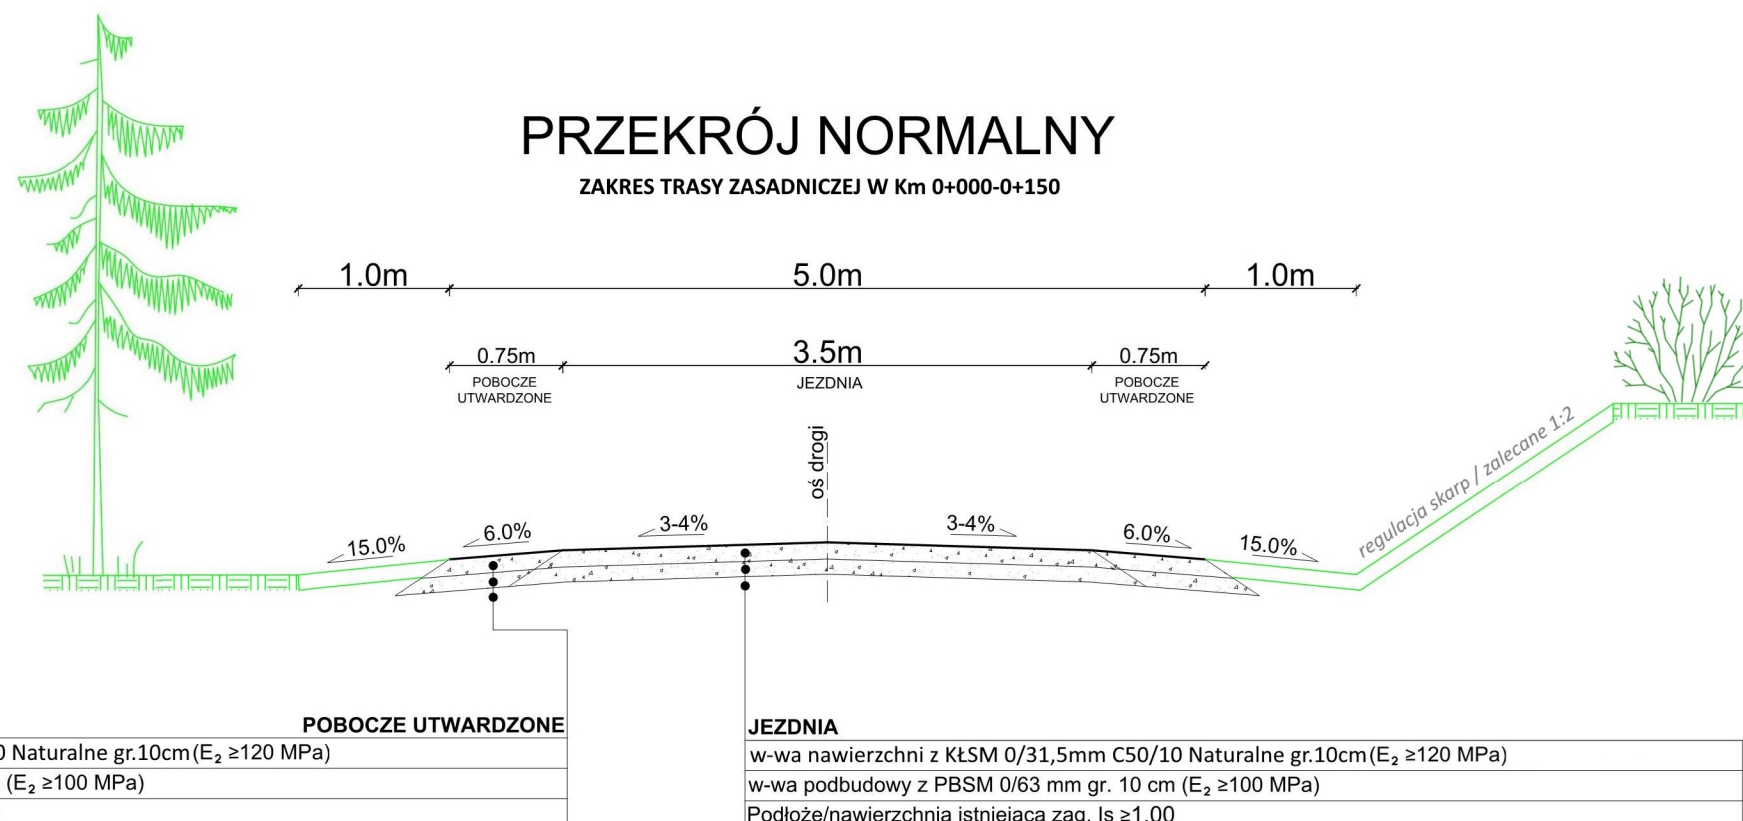 PRZEKRÓJ NORMALNY
ZAKRES TRASY ZASADNICZEJ W Km 0+000-0+150
1.0m
5.0m
1.0m
0.75m
3.5m
0.75m
POBOCZE
UTWARDZONE
JEZDNIA
POBOCZE
UTWARDZONE
oś drogi
regulacja skarp / zalecane 1:2
15.0%
6.0%
3-4%
3-4%
6.0%
15.0%
POBOCZE UTWARDZONE
0 Naturalne gr.10cm(E₂ ≥120 MPa)
(E₂ ≥100 MPa)
JEZDNIA
w-wa nawierzchni z KŁSM 0/31,5mm C50/10 Naturalne gr.10cm(E₂ ≥120 MPa)
w-wa podbudowy z PBSM 0/63 mm gr. 10 cm (E₂ ≥100 MPa)
Podłoże/nawierzchnia istniejąca zag. Is ≥1.00